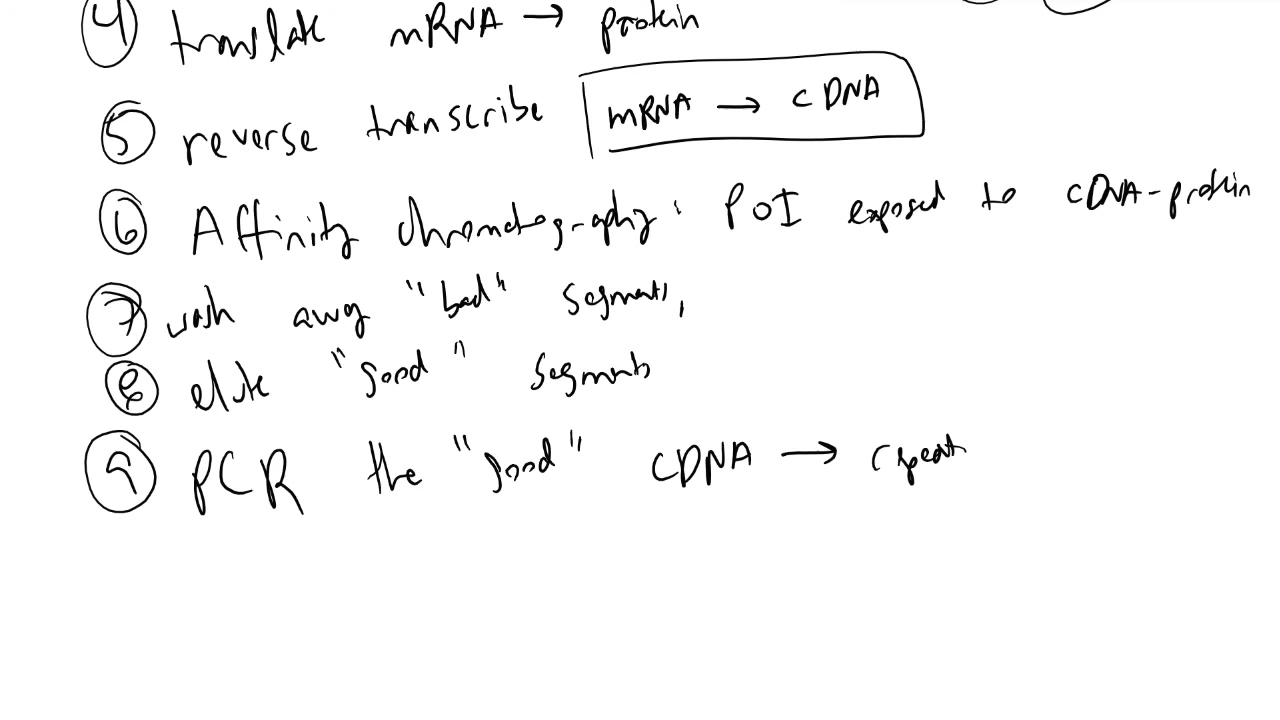 4 translate mRNA → protein
5 reverse transcribe mRNA → cDNA
6 Affinity chromatography: POI exposed to cDNA-protein
7 wash away "bad" segments,
8 elute "good" segments
9 PCR the "good" cDNA → repeat